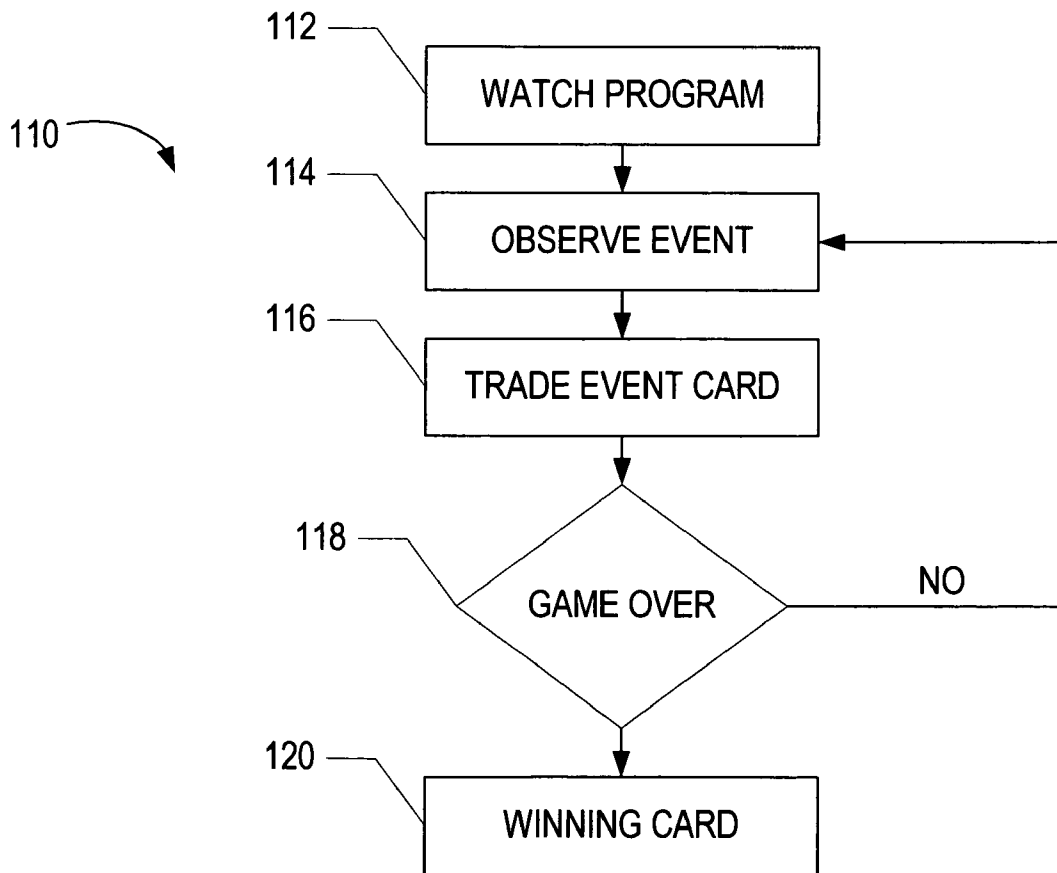 112
WATCH PROGRAM
110
114
OBSERVE EVENT
116
TRADE EVENT CARD
118
GAME OVER
NO
120
WINNING CARD